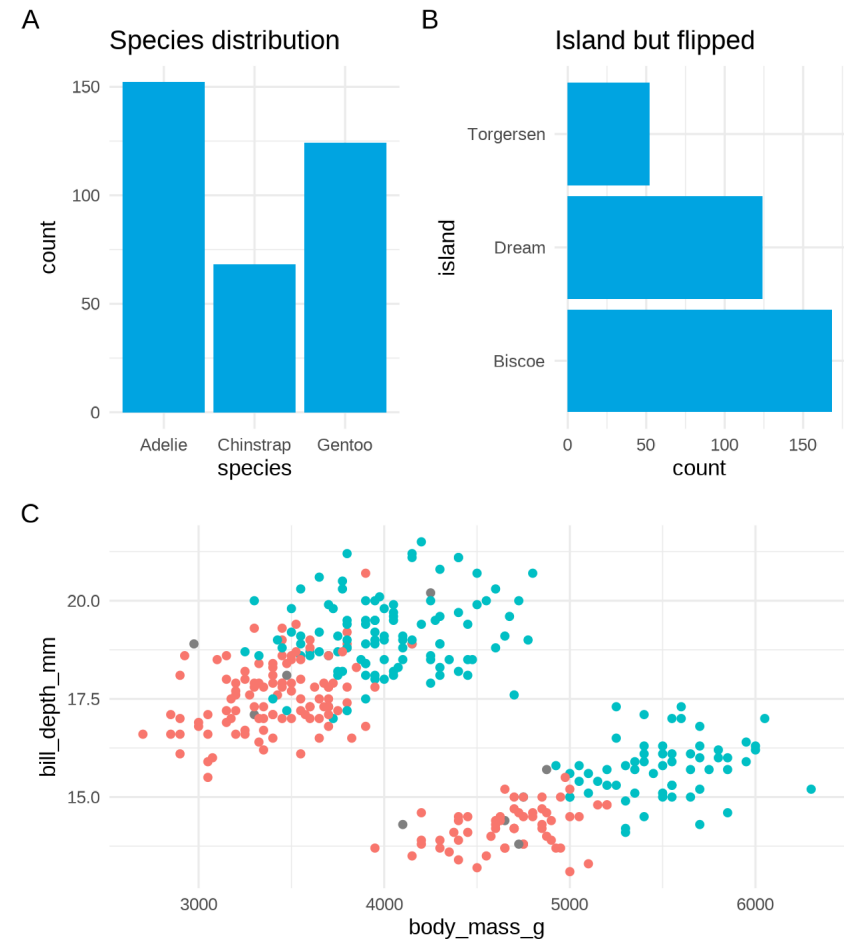 A
Species distribution
150
100
50
0
count
Adelie Chinstrap Gentoo
species
B
Island but flipped
Torgersen
Dream
Biscoe
island
0 50 100 150
count
C
20.0
17.5
15.0
bill_depth_mm
3000 4000 5000 6000
body_mass_g